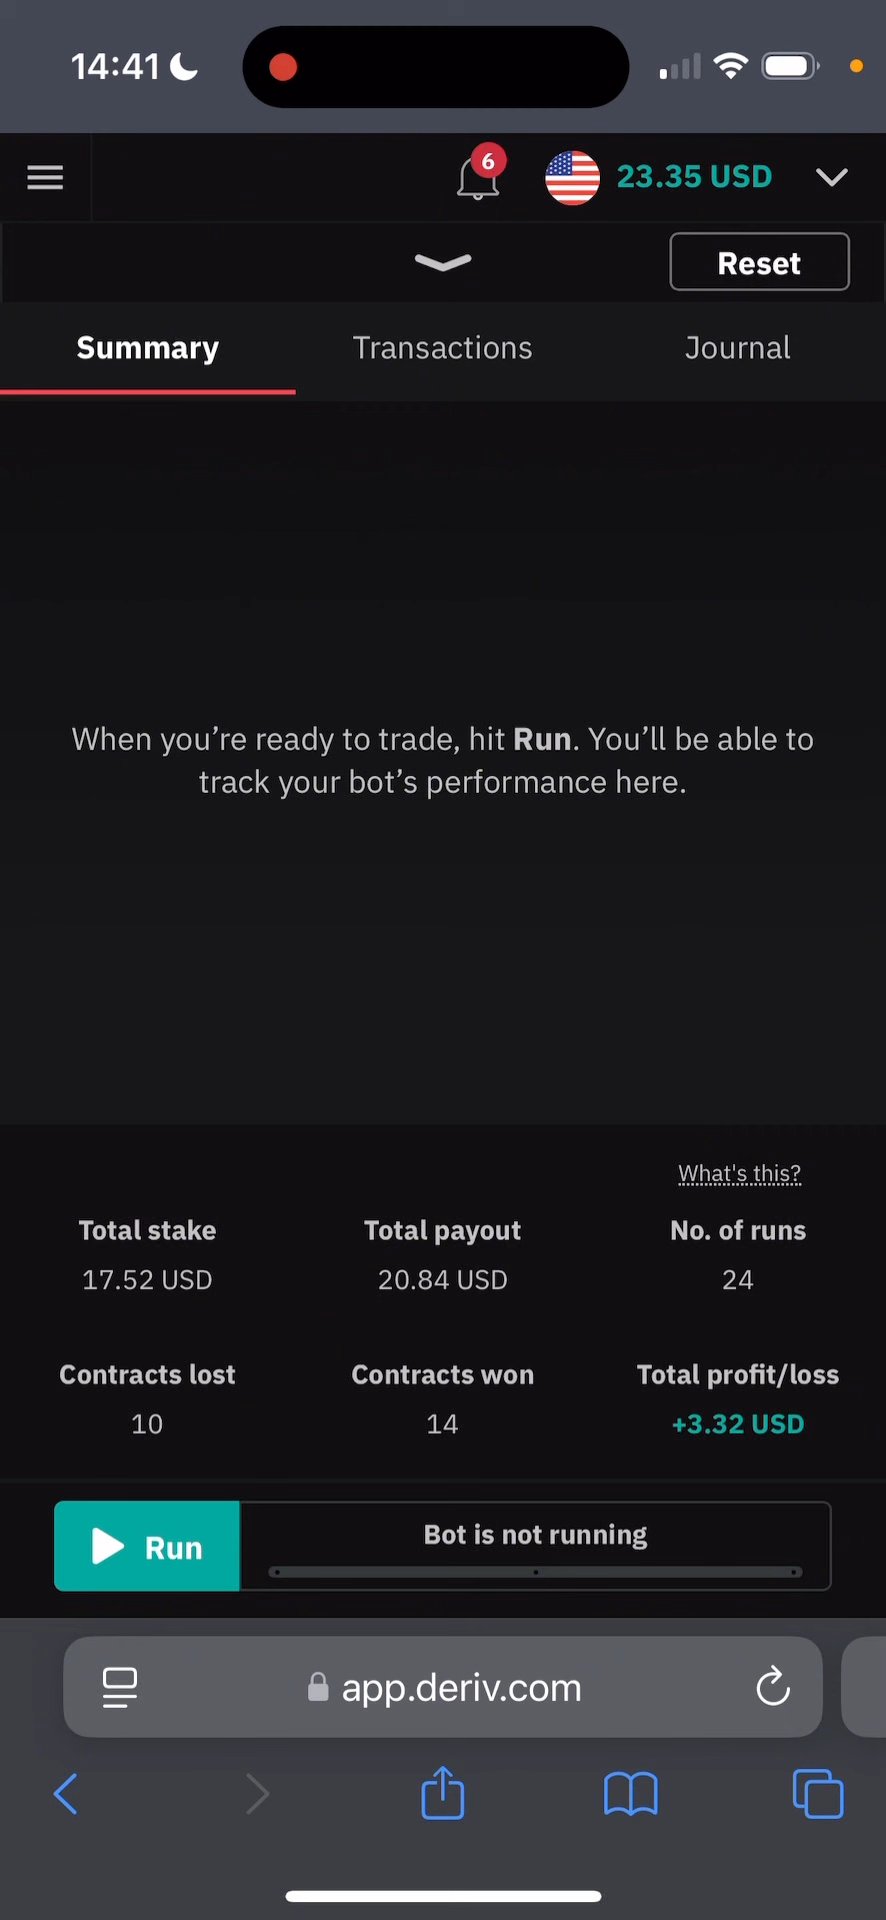 14:41
6
23.35 USD
Reset
Summary Transactions Journal
When you’re ready to trade, hit Run. You’ll be able to
track your bot’s performance here.
What's this?
Total stake Total payout No. of runs
17.52 USD 20.84 USD 24
Contracts lost Contracts won Total profit/loss
10 14 +3.32 USD
Run
Bot is not running
app.deriv.com